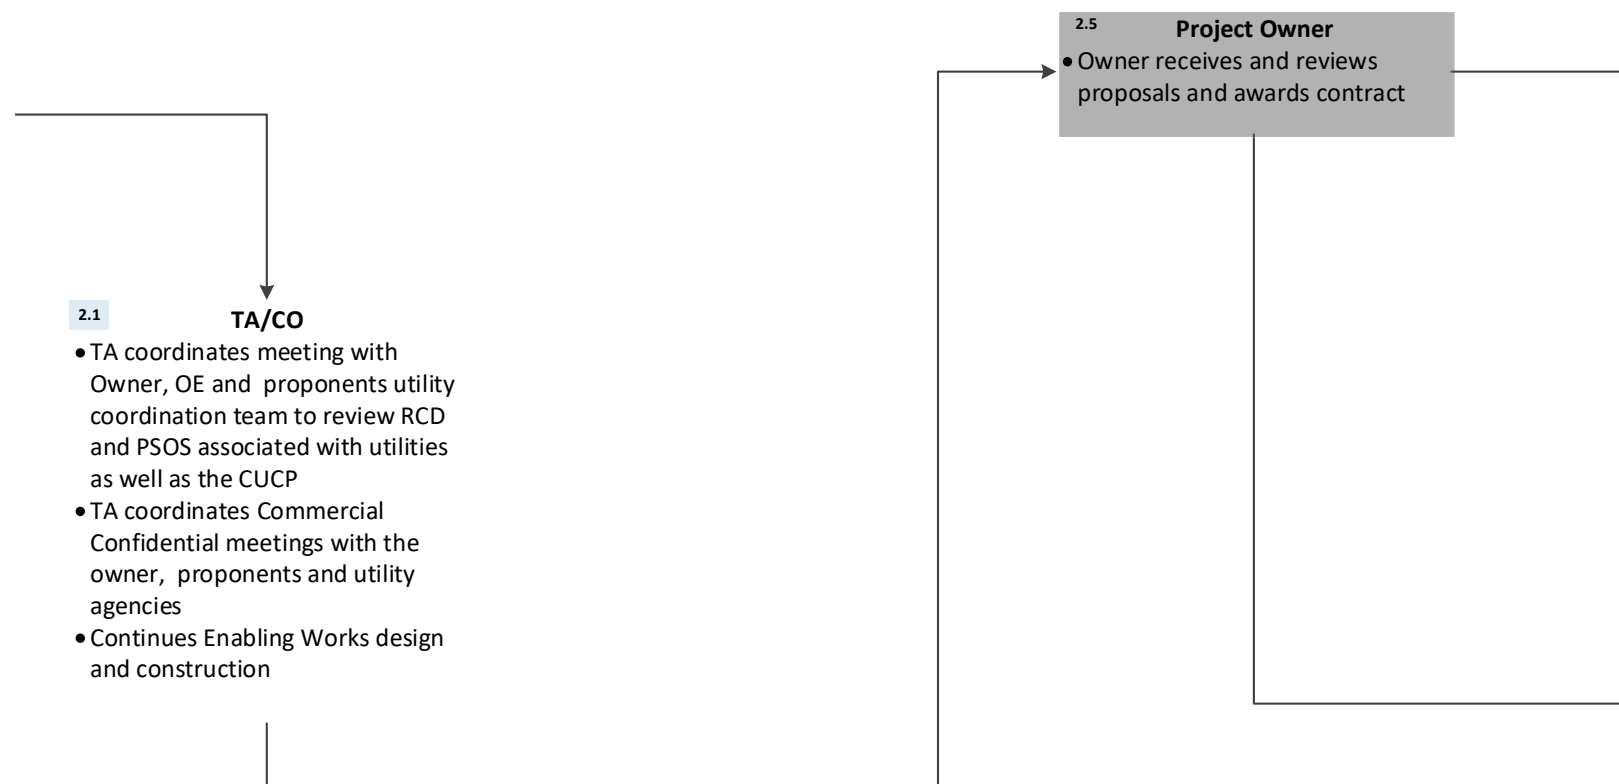 2.5 Project Owner
• Owner receives and reviews
proposals and awards contract
2.1 TA/CO
• TA coordinates meeting with
Owner, OE and proponents utility
coordination team to review RCD
and PSOS associated with utilities
as well as the CUCP
• TA coordinates Commercial
Confidential meetings with the
owner, proponents and utility
agencies
• Continues Enabling Works design
and construction